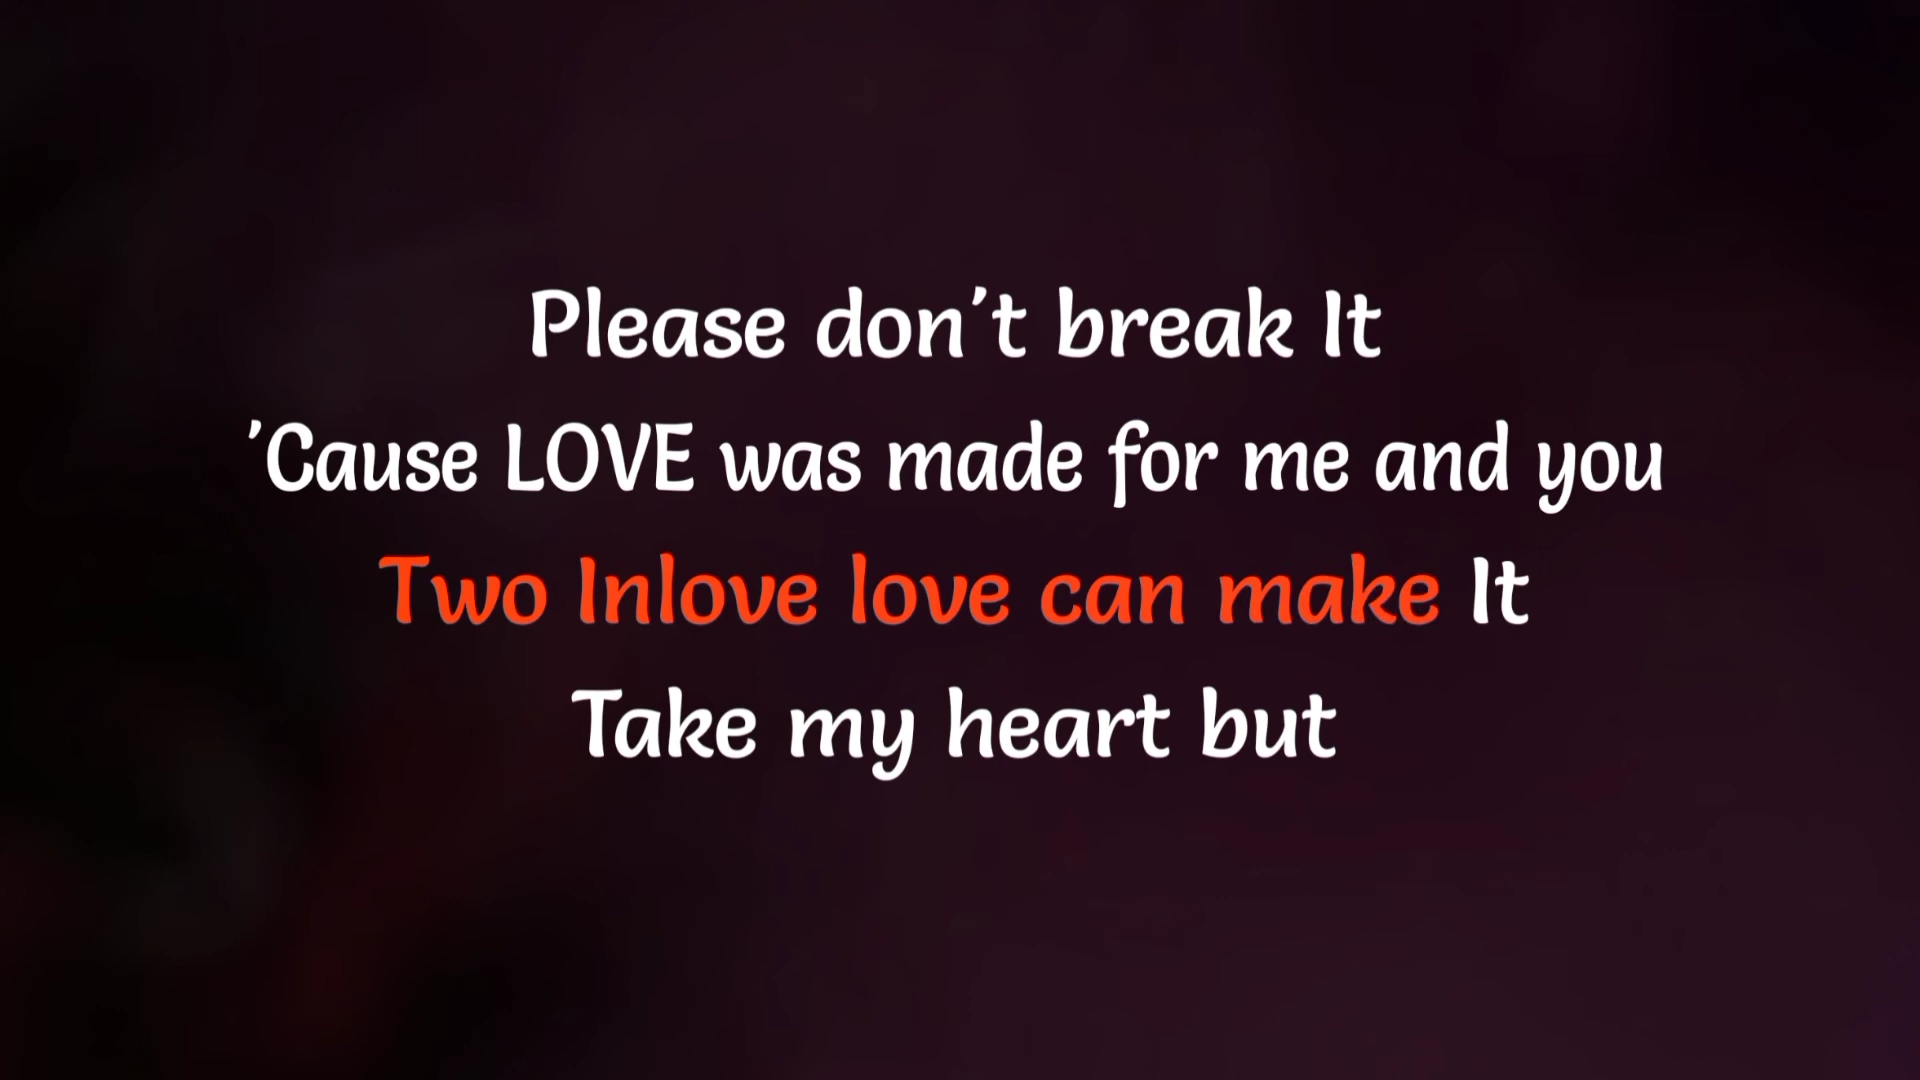 Please don't break It
'Cause LOVE was made for me and you
Two Inlove love can make It
Take my heart but